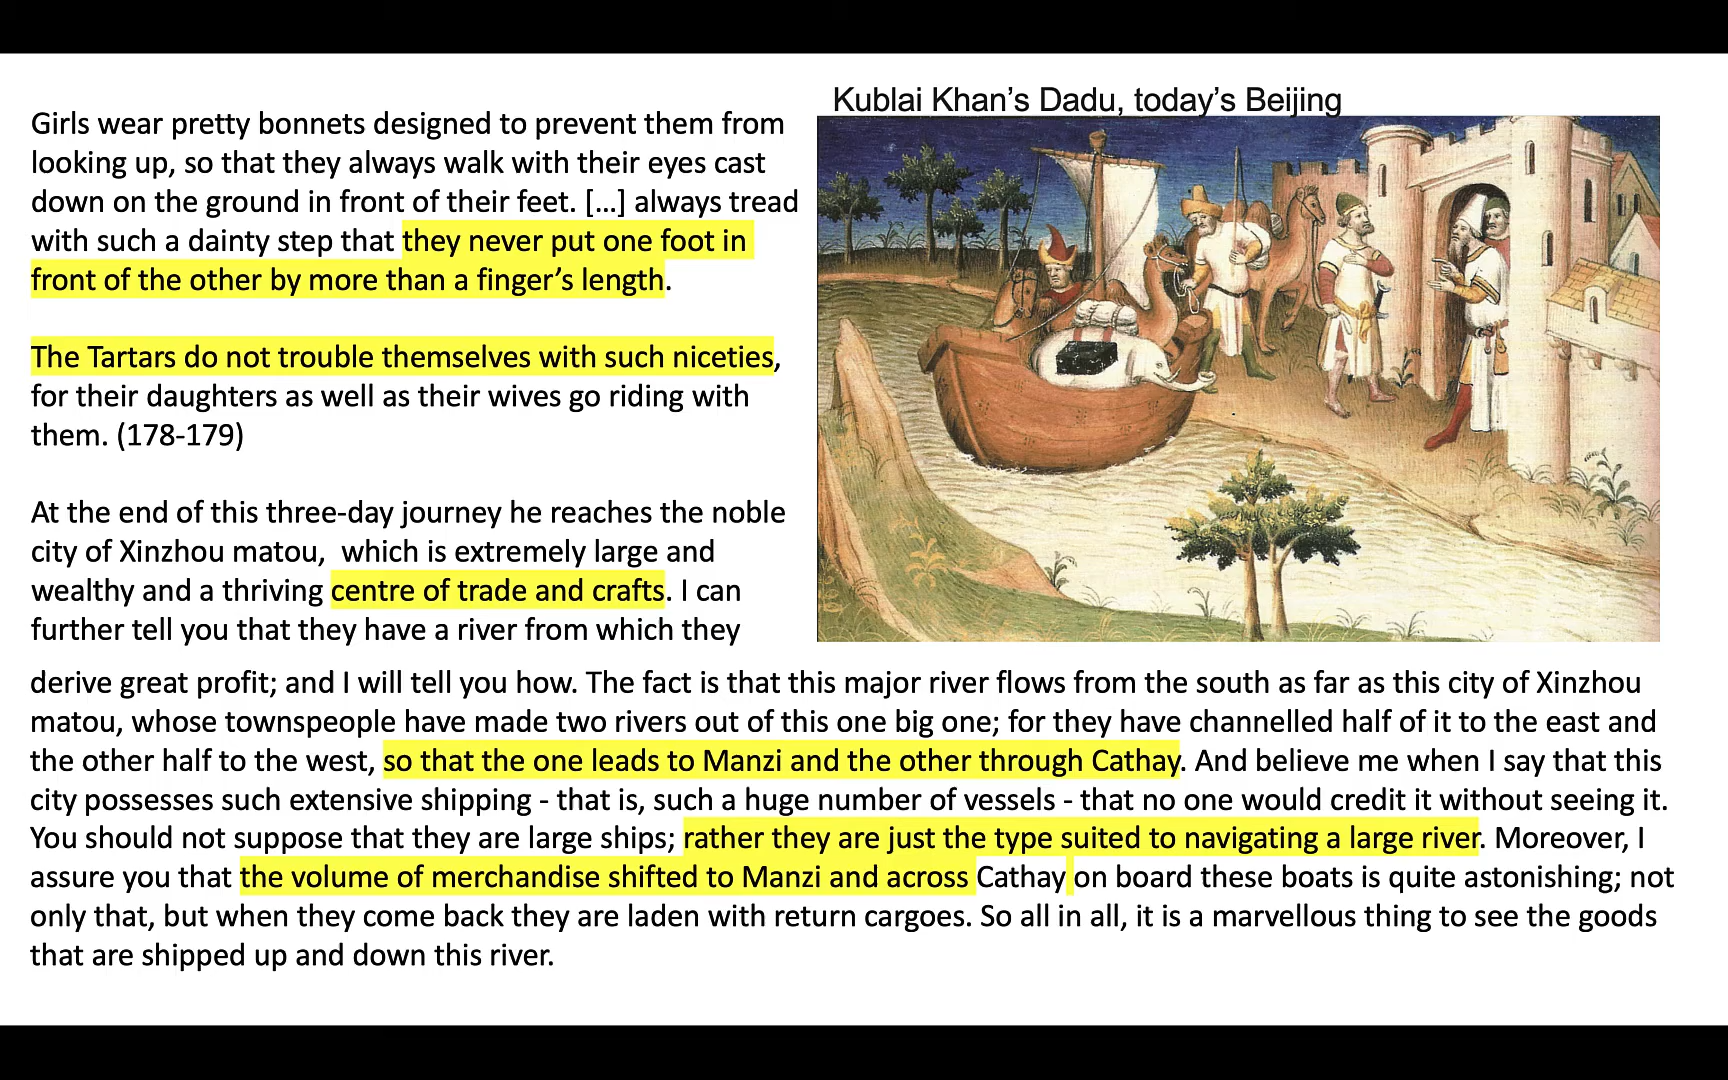 Kublai Khan’s Dadu, today’s Beijing
Girls wear pretty bonnets designed to prevent them from
looking up, so that they always walk with their eyes cast
down on the ground in front of their feet. […] always tread
with such a dainty step that they never put one foot in
front of the other by more than a finger’s length.
The Tartars do not trouble themselves with such niceties,
for their daughters as well as their wives go riding with
them. (178-179)
At the end of this three-day journey he reaches the noble
city of Xinzhou matou,  which is extremely large and
wealthy and a thriving centre of trade and crafts. I can
further tell you that they have a river from which they
derive great profit; and I will tell you how. The fact is that this major river flows from the south as far as this city of Xinzhou
matou, whose townspeople have made two rivers out of this one big one; for they have channelled half of it to the east and
the other half to the west, so that the one leads to Manzi and the other through Cathay. And believe me when I say that this
city possesses such extensive shipping - that is, such a huge number of vessels - that no one would credit it without seeing it.
You should not suppose that they are large ships; rather they are just the type suited to navigating a large river. Moreover, I
assure you that the volume of merchandise shifted to Manzi and across Cathay on board these boats is quite astonishing; not
only that, but when they come back they are laden with return cargoes. So all in all, it is a marvellous thing to see the goods
that are shipped up and down this river.